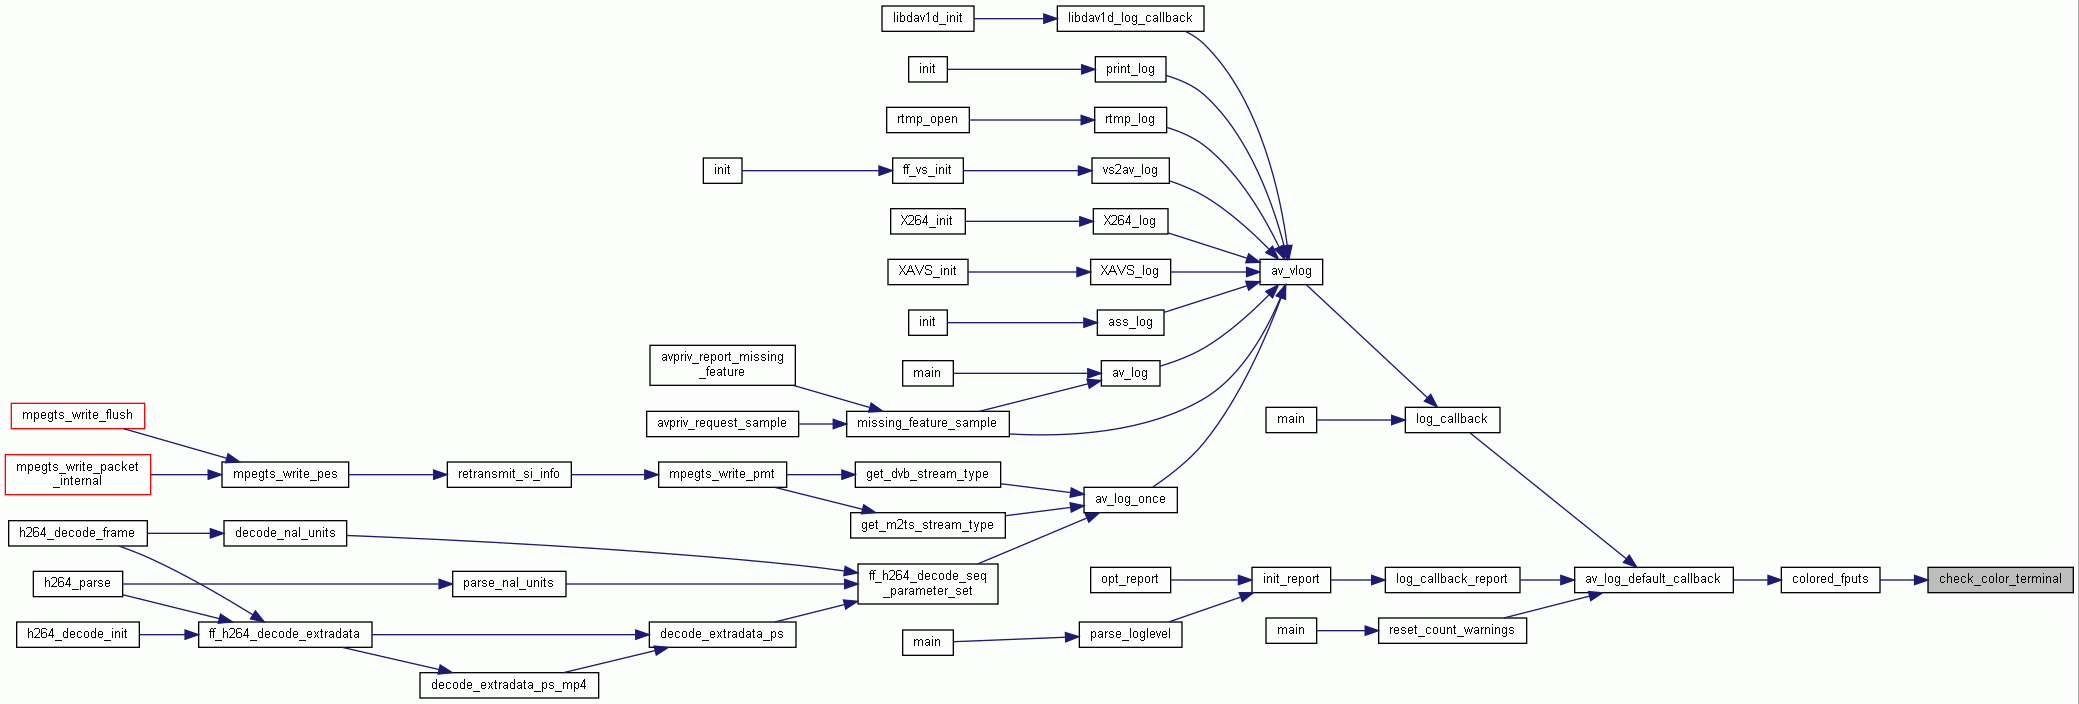 libdav1d_init
libdav1d_log_callback
init
print_log
rtmp_open
rtmp_log
init
ff_vs_init
vs2av_log
X264_init
X264_log
XAVS_init
XAVS_log
av_vlog
init
ass_log
avpriv_report_missing
_feature
main
av_log
mpegts_write_flush
avpriv_request_sample
missing_feature_sample
main
log_callback
mpegts_write_packet
_internal
mpegts_write_pes
retransmit_si_info
mpegts_write_pmt
get_dvb_stream_type
av_log_once
get_m2ts_stream_type
h264_decode_frame
decode_nal_units
h264_parse
parse_nal_units
ff_h264_decode_seq
_parameter_set
opt_report
init_report
log_callback_report
av_log_default_callback
colored_fputs
check_color_terminal
h264_decode_init
ff_h264_decode_extradata
decode_extradata_ps
main
parse_loglevel
main
reset_count_warnings
decode_extradata_ps_mp4